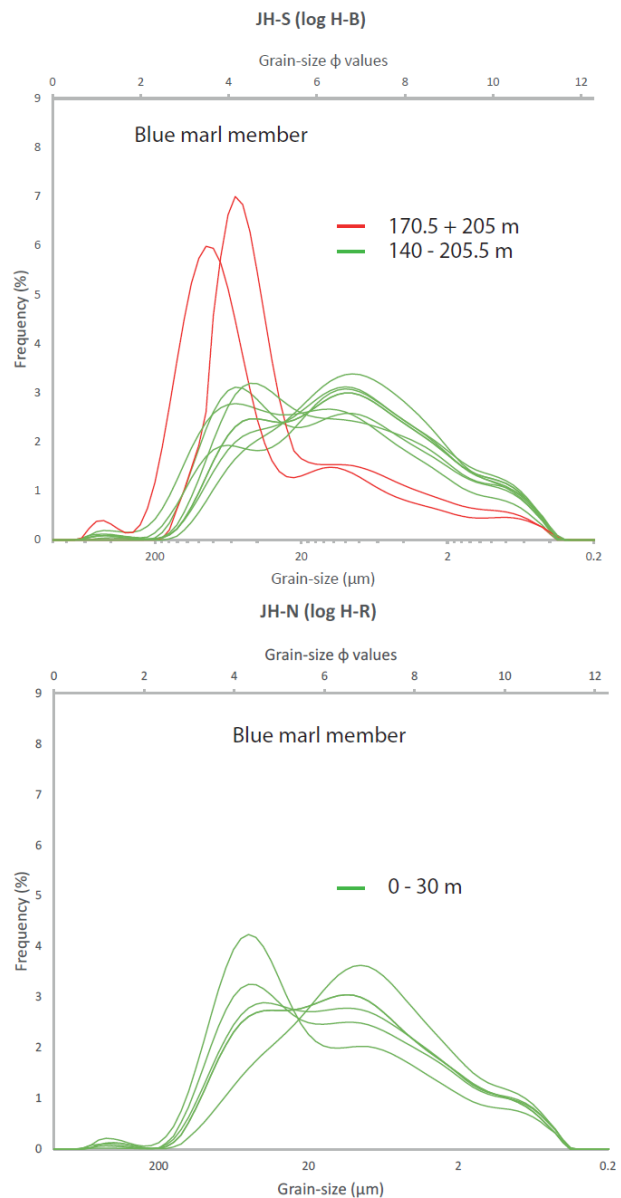 JH-S (log H-B)
Grain-size ϕ values
0 2 4 6 8 10 12
9
Blue marl member
8
7
170.5 + 205 m
140 - 205.5 m
6
5
4
3
2
1
0
Frequency (%)
200 20 2 0.2
Grain-size (μm)
JH-N (log H-R)
Grain-size ϕ values
0 2 4 6 8 10 12
9
Blue marl member
8
7
6
5
0 - 30 m
4
3
2
1
0
Frequency (%)
200 20 2 0.2
Grain-size (μm)